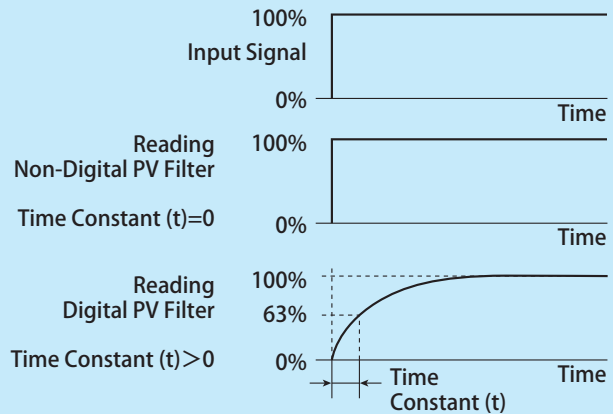 100%
Input Signal
0%
Time
Reading
Non-Digital PV Filter
100%
Time Constant (t)=0
0%
Time
Reading
Digital PV Filter
100%
63%
Time Constant (t)>0
0%
Time
Time
Constant (t)